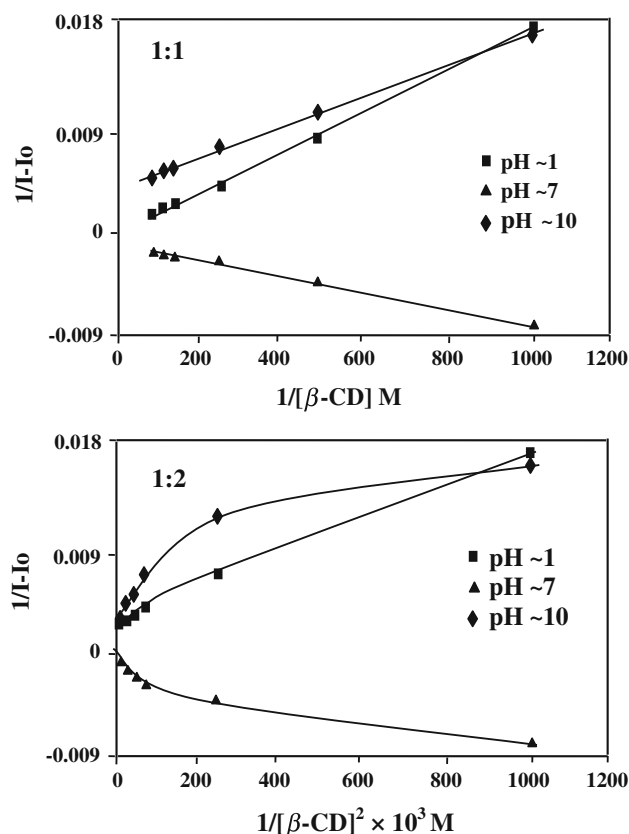 0.018
1:1
0.009
1/I-Io
0
-0.009
■ pH ~1
▲ pH ~7
◆ pH ~10
0 200 400 600 800 1000 1200
1/[β-CD] M
0.018
1:2
0.009
1/I-Io
0
-0.009
■ pH ~1
▲ pH ~7
◆ pH ~10
0 200 400 600 800 1000 1200
1/[β-CD]² × 10³ M